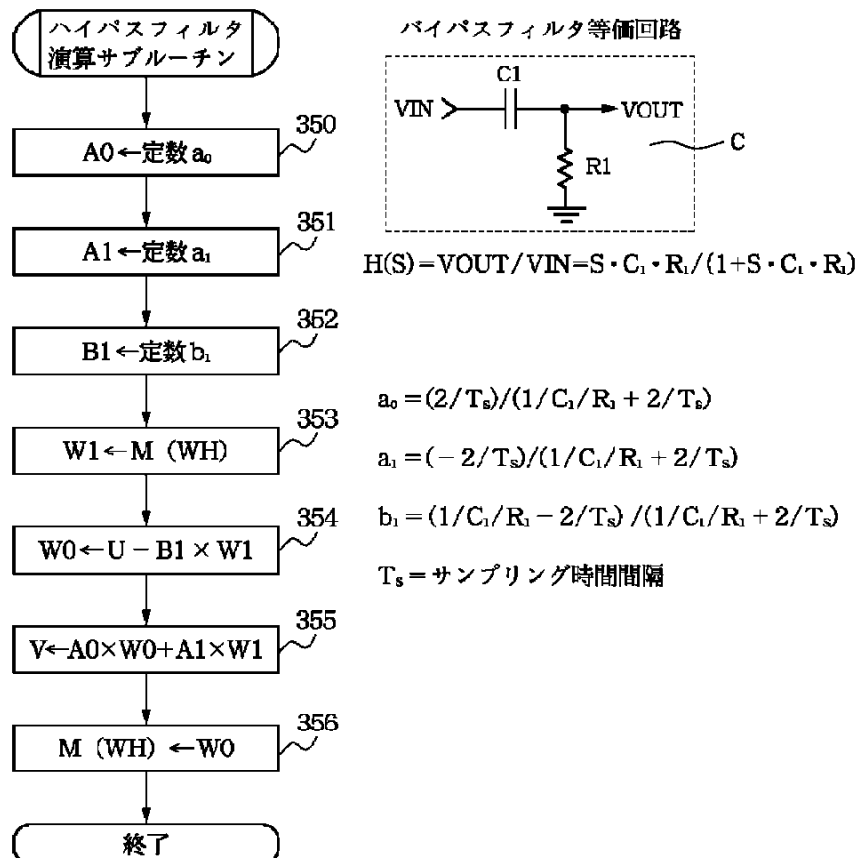 ハイパスフィルタ
演算サブルーチン
350
A0←定数a₀
351
A1←定数a₁
352
B1←定数b₁
353
W1←M (WH)
354
W0←U − B1 × W1
355
V←A0×W0+A1×W1
356
M (WH) ←W0
終了
バイパスフィルタ等価回路
C1
VIN
VOUT
R1
C
H(S)=VOUT/VIN=S・C₁・R₁/(1+S・C₁・R₁)
a₀=(2/Tₛ)/(1/C₁/R₁ + 2/Tₛ)
a₁=(−2/Tₛ)/(1/C₁/R₁ + 2/Tₛ)
b₁=(1/C₁/R₁ − 2/Tₛ) /(1/C₁/R₁ + 2/Tₛ)
Tₛ=サンプリング時間間隔